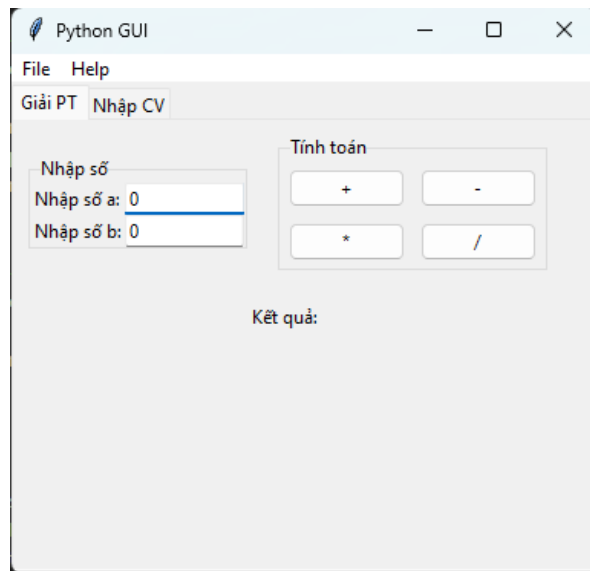 Python GUI
File Help
Giải PT Nhập CV
Nhập số
Nhập số a: 0
Nhập số b: 0
Tính toán
+ -
* /
Kết quả: